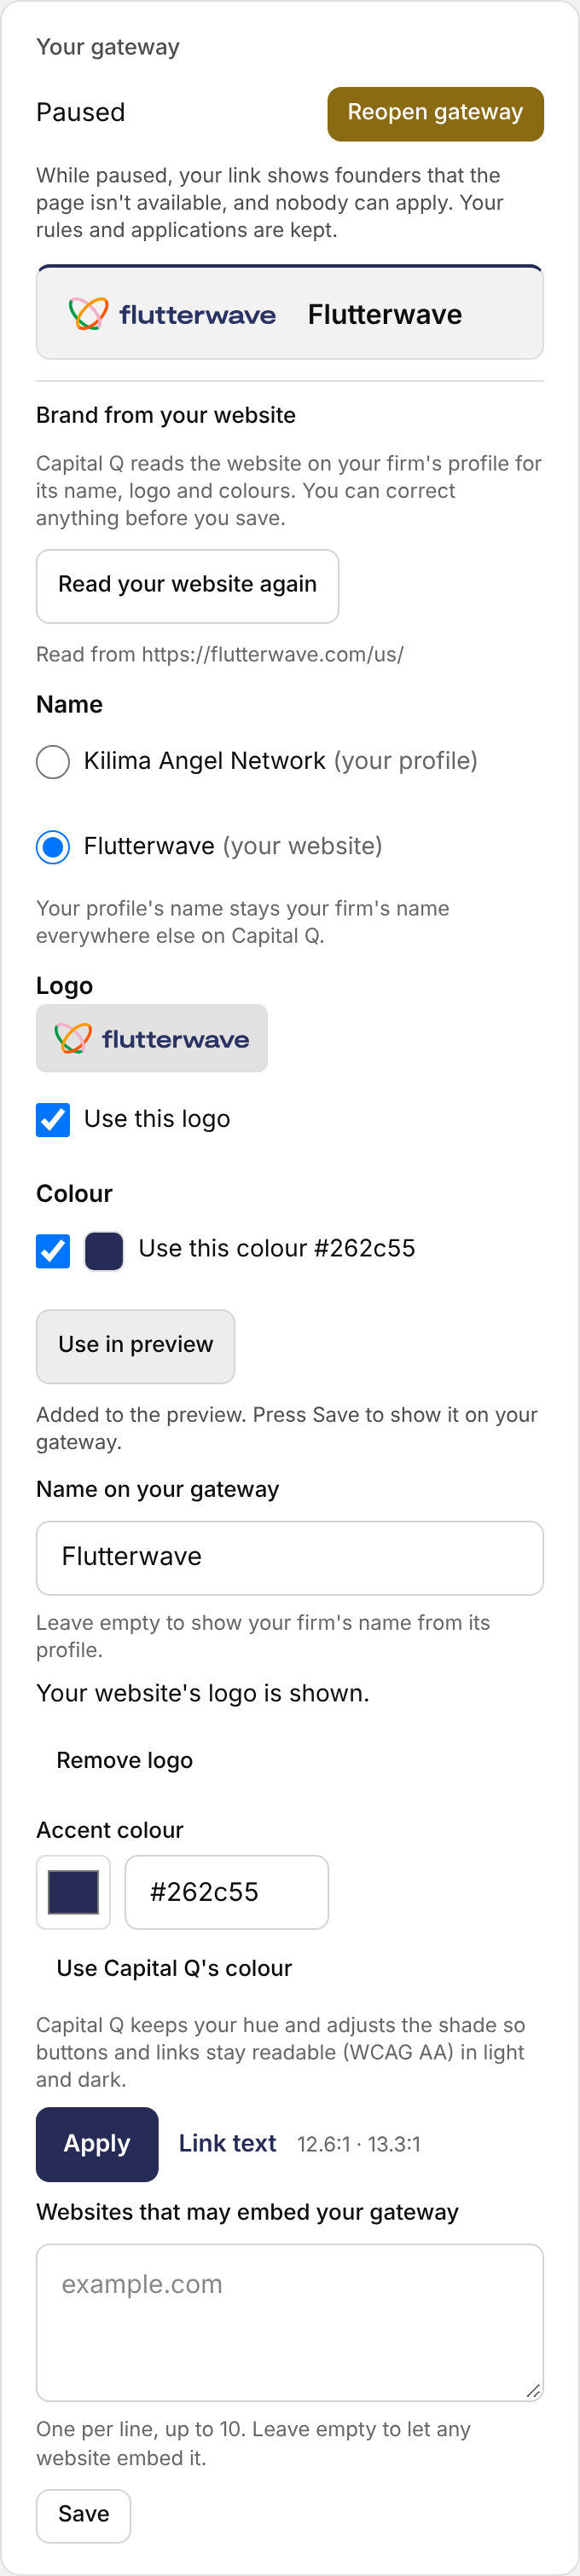 Your gateway
Paused
Reopen gateway
While paused, your link shows founders that the
page isn't available, and nobody can apply. Your
rules and applications are kept.
flutterwave Flutterwave
Brand from your website
Capital Q reads the website on your firm's profile for
its name, logo and colours. You can correct
anything before you save.
Read your website again
Read from https://flutterwave.com/us/
Name
Kilima Angel Network (your profile)
Flutterwave (your website)
Your profile's name stays your firm's name
everywhere else on Capital Q.
Logo
flutterwave
Use this logo
Colour
Use this colour #262c55
Use in preview
Added to the preview. Press Save to show it on your
gateway.
Name on your gateway
Flutterwave
Leave empty to show your firm's name from its
profile.
Your website's logo is shown.
Remove logo
Accent colour
#262c55
Use Capital Q's colour
Capital Q keeps your hue and adjusts the shade so
buttons and links stay readable (WCAG AA) in light
and dark.
Apply Link text 12.6:1 · 13.3:1
Websites that may embed your gateway
example.com
One per line, up to 10. Leave empty to let any
website embed it.
Save